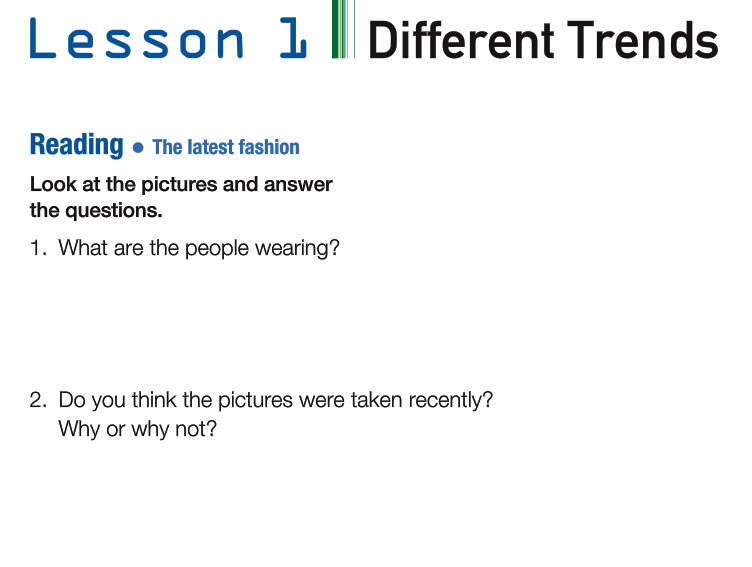 Lesson 1 Different Trends
Reading • The latest fashion
Look at the pictures and answer
the questions.
1. What are the people wearing?
2. Do you think the pictures were taken recently?
Why or why not?